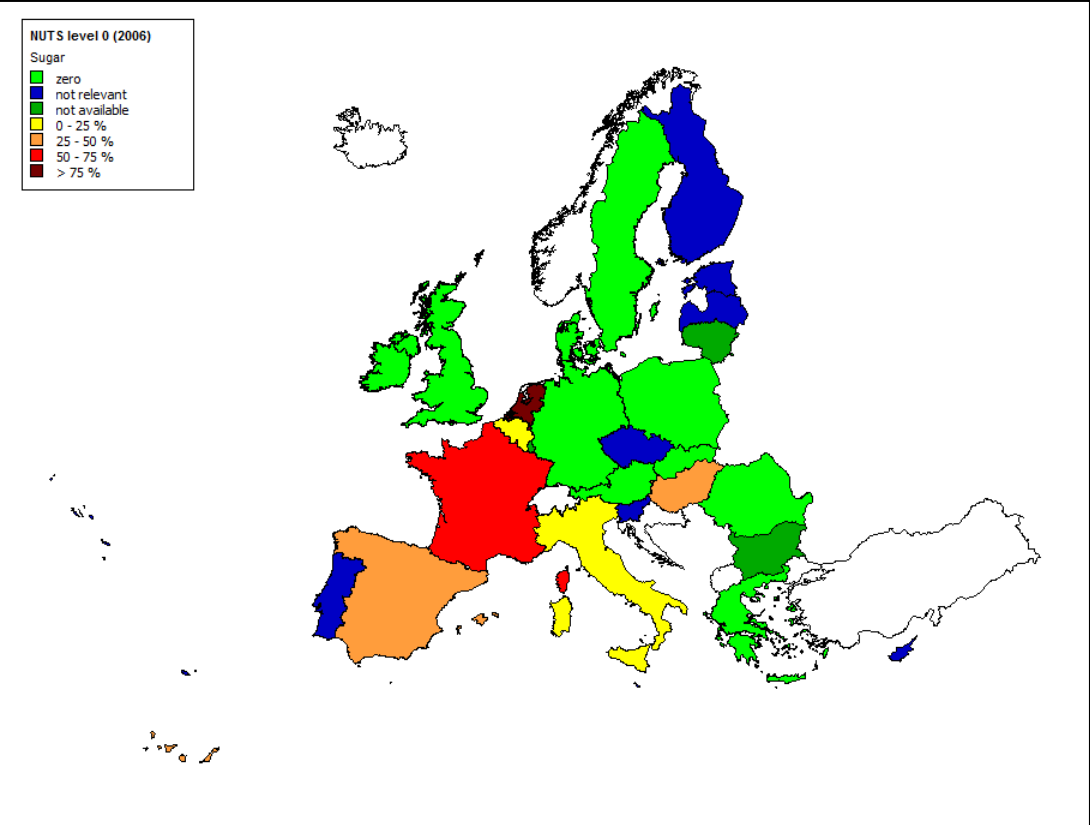 NUTS level 0 (2006)
Sugar
zero
not relevant
not available
0 - 25 %
25 - 50 %
50 - 75 %
> 75 %